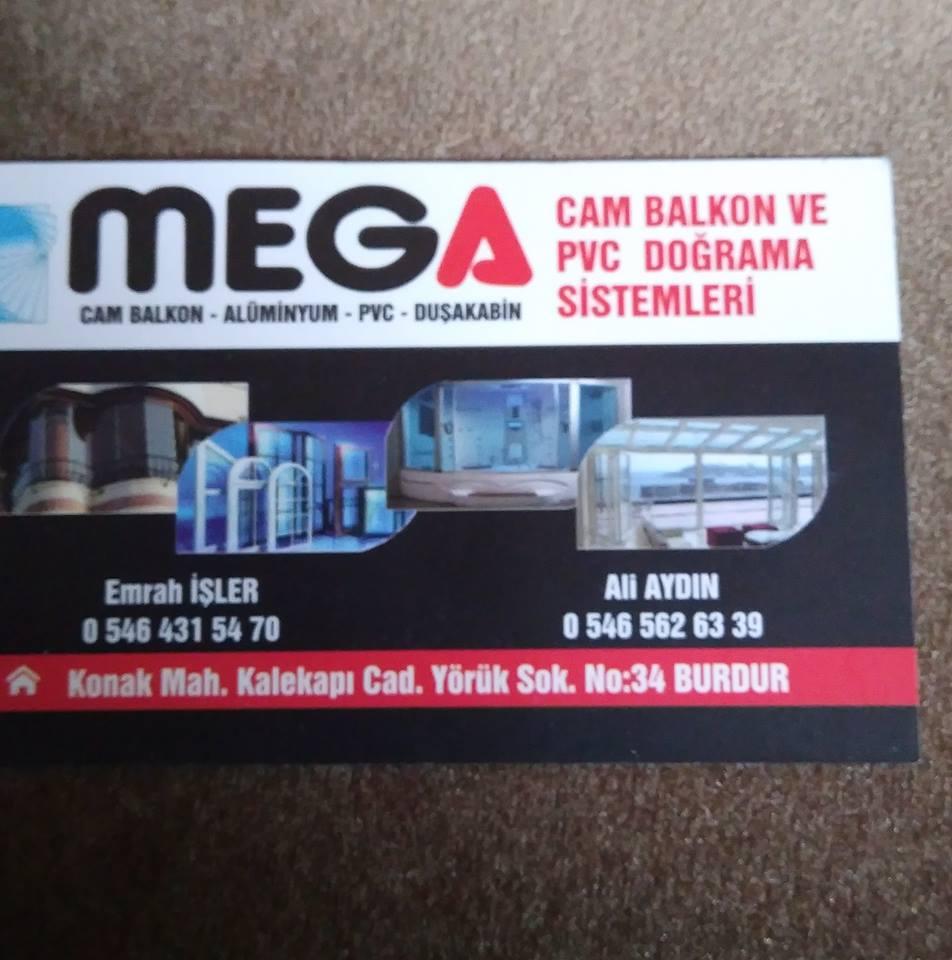 MEGA
CAM BALKON - ALÜMİNYUM - PVC - DUŞAKABİN
CAM BALKON VE
PVC DOĞRAMA
SİSTEMLERİ
Emrah İŞLER
0 546 431 54 70
Ali AYDIN
0 546 562 63 39
Konak Mah. Kalekapı Cad. Yörük Sok. No:34 BURDUR